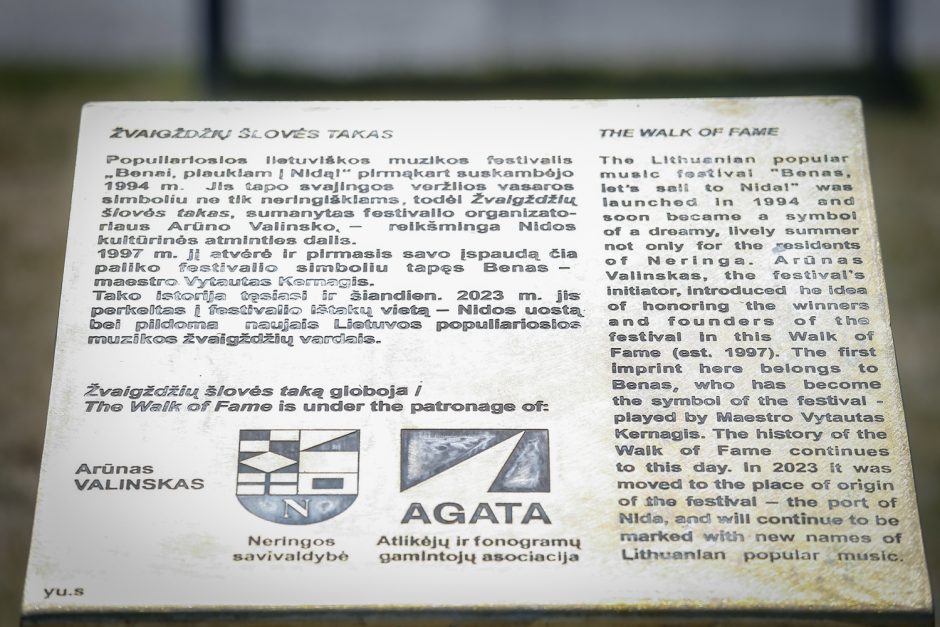 ŽVAIGŽDŽIŲ ŠLOVĖS TAKAS
Populiariosios lietuviškos muzikos festivalis
„Benai, plaukiam į Nidą!“ pirmąkart suskambėjo
1994 m. Jis tapo svajingos veržlios vasaros
simboliu ne tik neringiškiams, todėl Žvaigždžių
šlovės takas, sumanytas festivalio organizato-
riaus Arūno Valinsko, – reikšminga Nidos
kultūrinės atminties dalis.
1997 m. jį atvėrė ir pirmasis savo įspaudą čia
paliko festivalio simboliu tapęs Benas –
maestro Vytautas Kernagis.
Tako istorija tęsiasi ir šiandien. 2023 m. jis
perkeltas į festivalio ištakų vietą – Nidos uostą
bei pildoma naujais Lietuvos populiariosios
muzikos žvaigždžių vardais.
Žvaigždžių šlovės taką globoja /
The Walk of Fame is under the patronage of:
Arūnas
VALINSKAS
N
Neringos
savivaldybė
AGATA
Atlikėjų ir fonogramų
gamintojų asociacija
yu.s
THE WALK OF FAME
The Lithuanian popular
music festival "Benas,
let's sail to Nida!" was
launched in 1994 and
soon became a symbol
of a dreamy, lively summer
not only for the residents
of Neringa. Arūnas
Valinskas, the festival's
initiator, introduced he idea
of honoring the winners
and founders of the
festival in this Walk of
Fame (est. 1997). The first
imprint here belongs to
Benas, who has become
the symbol of the festival -
played by Maestro Vytautas
Kernagis. The history of the
Walk of Fame continues
to this day. In 2023 it was
moved to the place of origin
of the festival – the port of
Nida, and will continue to be
marked with new names of
Lithuanian popular music.